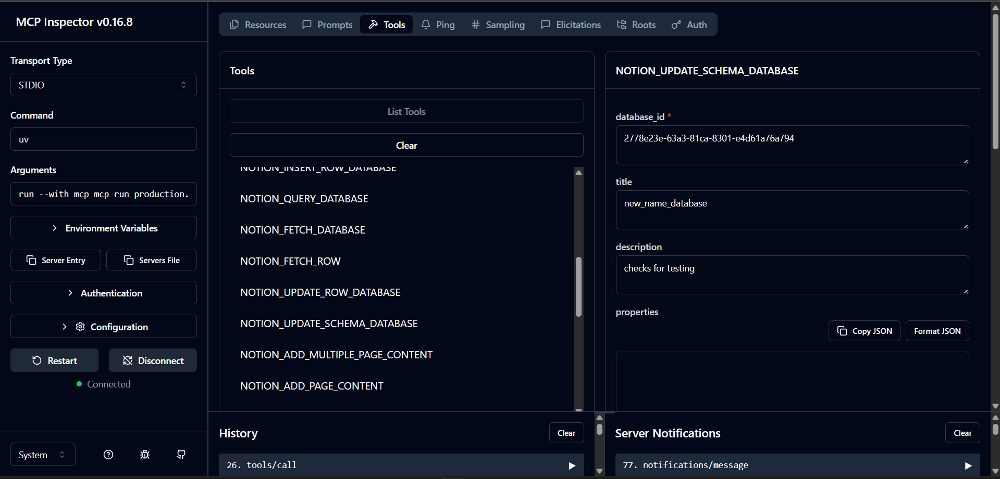 MCP Inspector v0.16.8
Transport Type
STDIO
Command
uv
Arguments
run --with mcp mcp run production.
Environment Variables
Server Entry
Servers File
Authentication
Configuration
Restart
Disconnect
Connected
System
Resources
Prompts
Tools
Ping
Sampling
Elicitations
Roots
Auth
Tools
List Tools
Clear
NOTION_INSERT_ROW_DATABASE
NOTION_QUERY_DATABASE
NOTION_FETCH_DATABASE
NOTION_FETCH_ROW
NOTION_UPDATE_ROW_DATABASE
NOTION_UPDATE_SCHEMA_DATABASE
NOTION_ADD_MULTIPLE_PAGE_CONTENT
NOTION_ADD_PAGE_CONTENT
NOTION_UPDATE_SCHEMA_DATABASE
database_id *
2778e23e-63a3-81ca-8301-e4d61a76a794
title
new_name_database
description
checks for testing
properties
Copy JSON
Format JSON
History
Clear
26. tools/call
Server Notifications
Clear
77. notifications/message